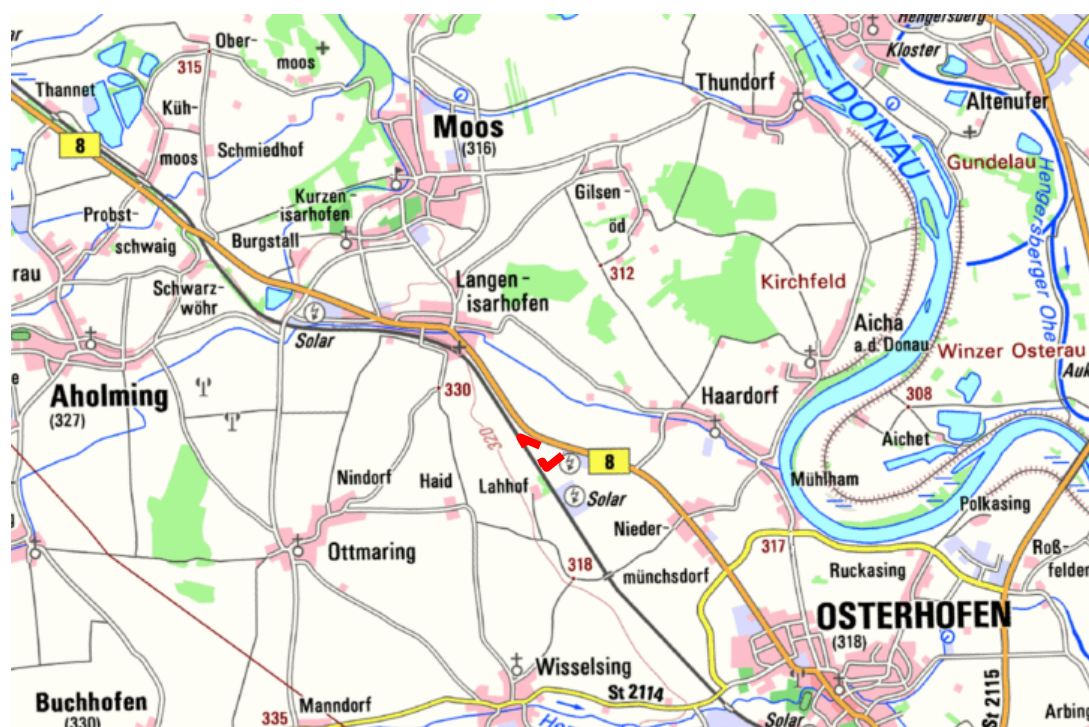 Ober-
moos
315
Thannet
Küh-
moos
Schmiedhof
8
Moos
(316)
Kurzen-
isarhofen
Burgstall
Probst-
schwaig
rau
Schwarz-
wöhr
Solar
Langen-
isarhofen
Aholming
(327)
Thundorf
DONAU
Hengersberg
Kloster
Altenufer
Gundelau
Hengersberger Ohe
Gilsen-
öd
312
Kirchfeld
Aicha
a.d. Donau
Winzer Osterau
Auk
308
Aichet
Haardorf
Mühlham
Polkasing
330
320
8
Solar
Nindorf
Haid
Lahhof
Ottmaring
Nieder-
münchsdorf
318
317
Ruckasing
Roß-
felden
OSTERHOFEN
(318)
Wisselsing
St 2114
Buchhofen
(330)
335
Manndorf
Solar
St 2115
Arbin